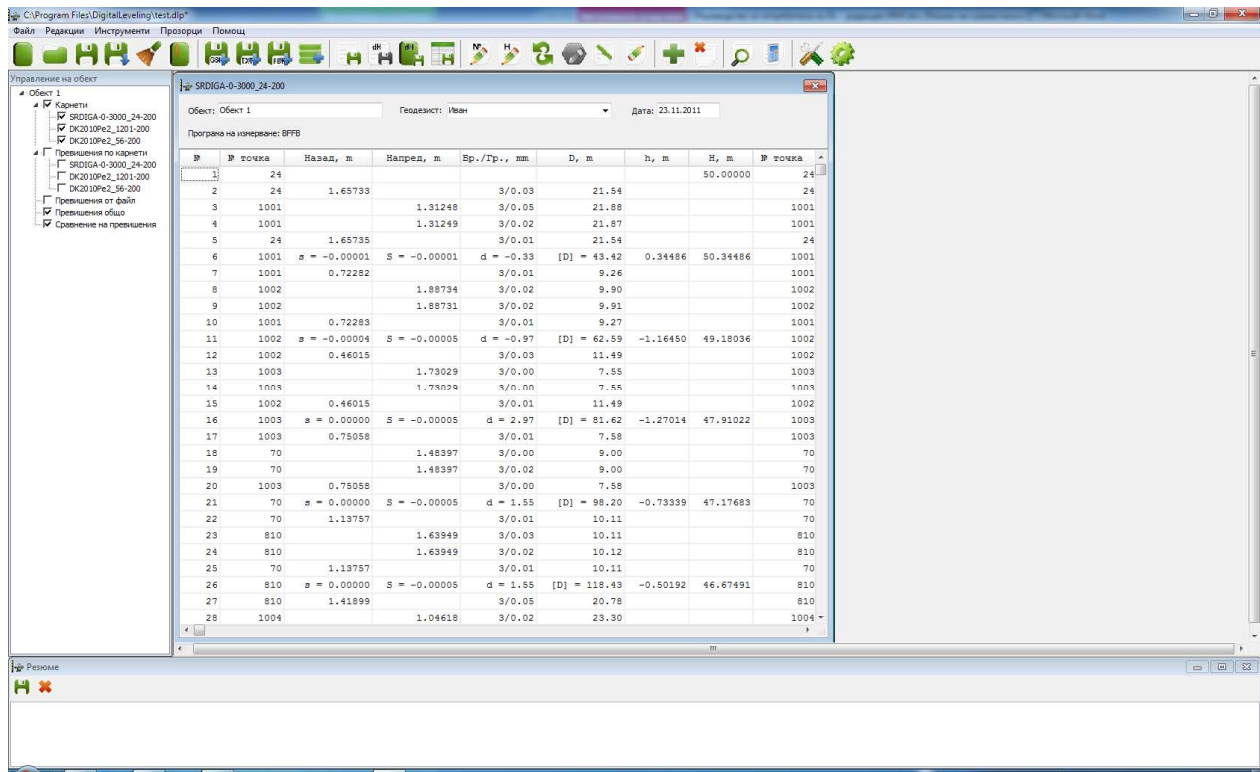 C:\Program Files\DigitalLeveling\test.dlp*
Файл Редакции Инструменти Прозорци Помощ
GSI TXT FBN dH dH № H
Управление на обект
Обект 1
Карнети
SRDIGA-0-3000_24-200
DK2010Pe2_1201-200
DK2010Pe2_56-200
Превишения по карнети
SRDIGA-0-3000_24-200
DK2010Pe2_1201-200
DK2010Pe2_56-200
Превишения от файл
Превишения общо
Сравнение на превишения
SRDIGA-0-3000_24-200
Обект: Обект 1 Геодезист: Иван Дата: 23.11.2011
Програма на измерване: BFFB
№ № точка Назад, m Напред, m Бр./Гр., mm D, m h, m H, m № точка
1 24 50.00000 24
2 24 1.65733 3/0.03 21.54 24
3 1001 1.31248 3/0.05 21.88 1001
4 1001 1.31249 3/0.02 21.87 1001
5 24 1.65735 3/0.01 21.54 24
6 1001 s = -0.00001 S = -0.00001 d = -0.33 [D] = 43.42 0.34486 50.34486 1001
7 1001 0.72282 3/0.01 9.26 1001
8 1002 1.88734 3/0.02 9.90 1002
9 1002 1.88731 3/0.02 9.91 1002
10 1001 0.72283 3/0.01 9.27 1001
11 1002 s = -0.00004 S = -0.00005 d = -0.97 [D] = 62.59 -1.16450 49.18036 1002
12 1002 0.46015 3/0.03 11.49 1002
13 1003 1.73029 3/0.00 7.55 1003
14 1003 1.73029 3/0.00 7.55 1003
15 1002 0.46015 3/0.01 11.49 1002
16 1003 s = 0.00000 S = -0.00005 d = 2.97 [D] = 81.62 -1.27014 47.91022 1003
17 1003 0.75058 3/0.01 7.58 1003
18 70 1.48397 3/0.00 9.00 70
19 70 1.48397 3/0.02 9.00 70
20 1003 0.75058 3/0.00 7.58 1003
21 70 s = 0.00000 S = -0.00005 d = 1.55 [D] = 98.20 -0.73339 47.17683 70
22 70 1.13757 3/0.01 10.11 70
23 810 1.63949 3/0.03 10.11 810
24 810 1.63949 3/0.02 10.12 810
25 70 1.13757 3/0.01 10.11 70
26 810 s = 0.00000 S = -0.00005 d = 1.55 [D] = 118.43 -0.50192 46.67491 810
27 810 1.41899 3/0.05 20.78 810
28 1004 1.04618 3/0.02 23.30 1004
Резюме